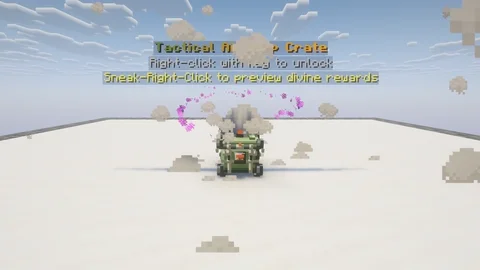 Tactical Crate
Right-click with Key to unlock
Sneak-Right-Click to preview divine rewards